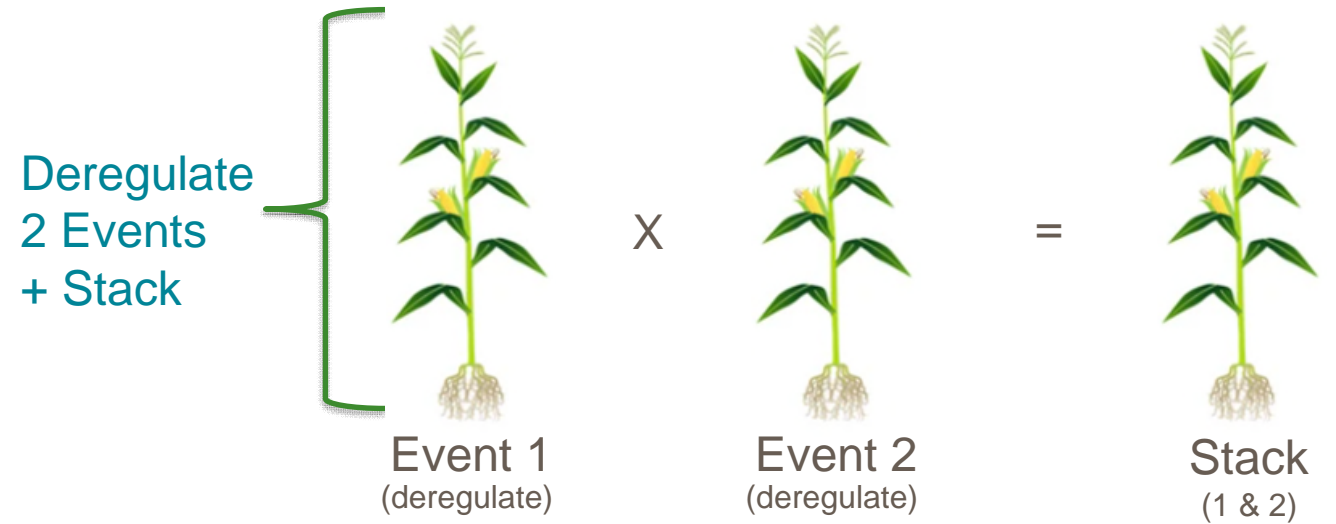 Deregulate
2 Events
+ Stack
X
=
Event 1
(deregulate)
Event 2
(deregulate)
Stack
(1 & 2)